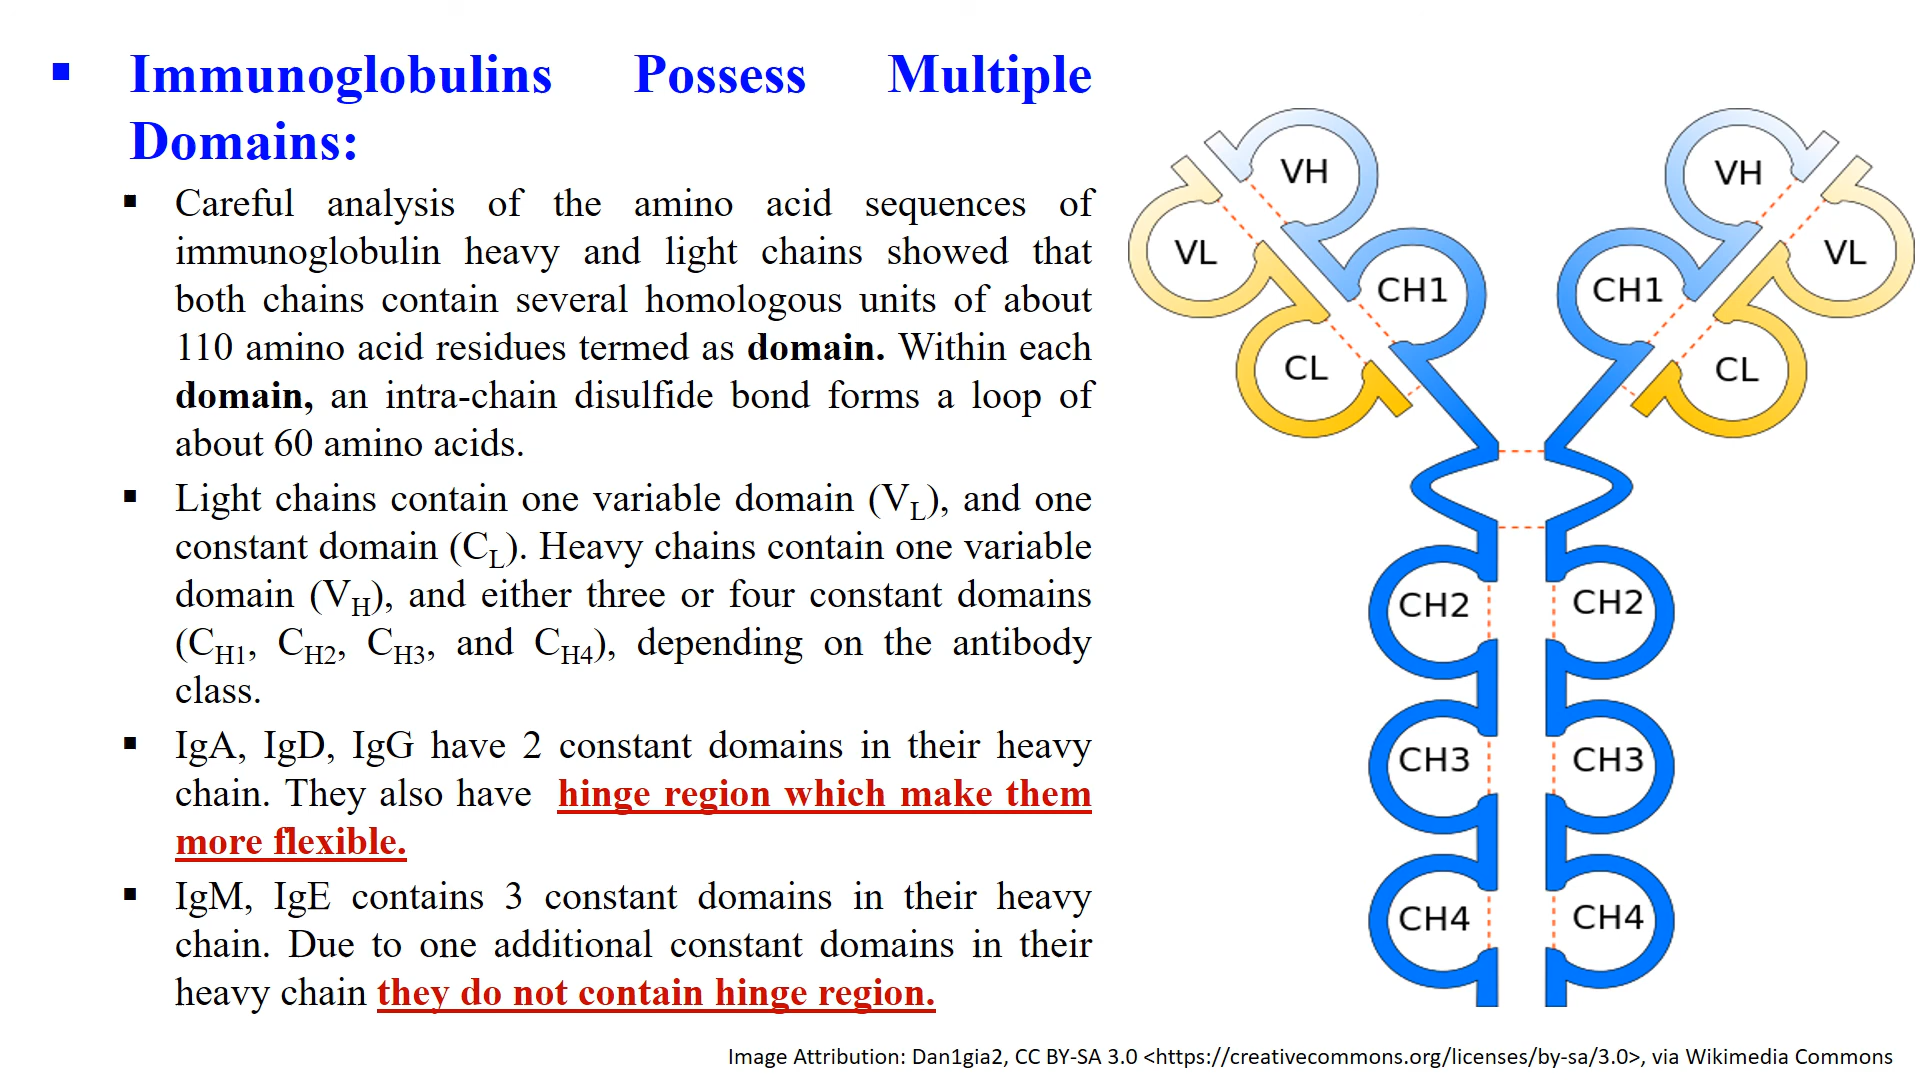 ▪ Immunoglobulins Possess Multiple
Domains:
▪ Careful analysis of the amino acid sequences of
immunoglobulin heavy and light chains showed that
both chains contain several homologous units of about
110 amino acid residues termed as domain. Within each
domain, an intra-chain disulfide bond forms a loop of
about 60 amino acids.
▪ Light chains contain one variable domain (VL), and one
constant domain (CL). Heavy chains contain one variable
domain (VH), and either three or four constant domains
(CH1, CH2, CH3, and CH4), depending on the antibody
class.
▪ IgA, IgD, IgG have 2 constant domains in their heavy
chain. They also have hinge region which make them
more flexible.
▪ IgM, IgE contains 3 constant domains in their heavy
chain. Due to one additional constant domains in their
heavy chain they do not contain hinge region.
VH VH
VL VL
CH1 CH1
CL CL
CH2 CH2
CH3 CH3
CH4 CH4
Image Attribution: Dan1gia2, CC BY-SA 3.0 <https://creativecommons.org/licenses/by-sa/3.0>, via Wikimedia Commons